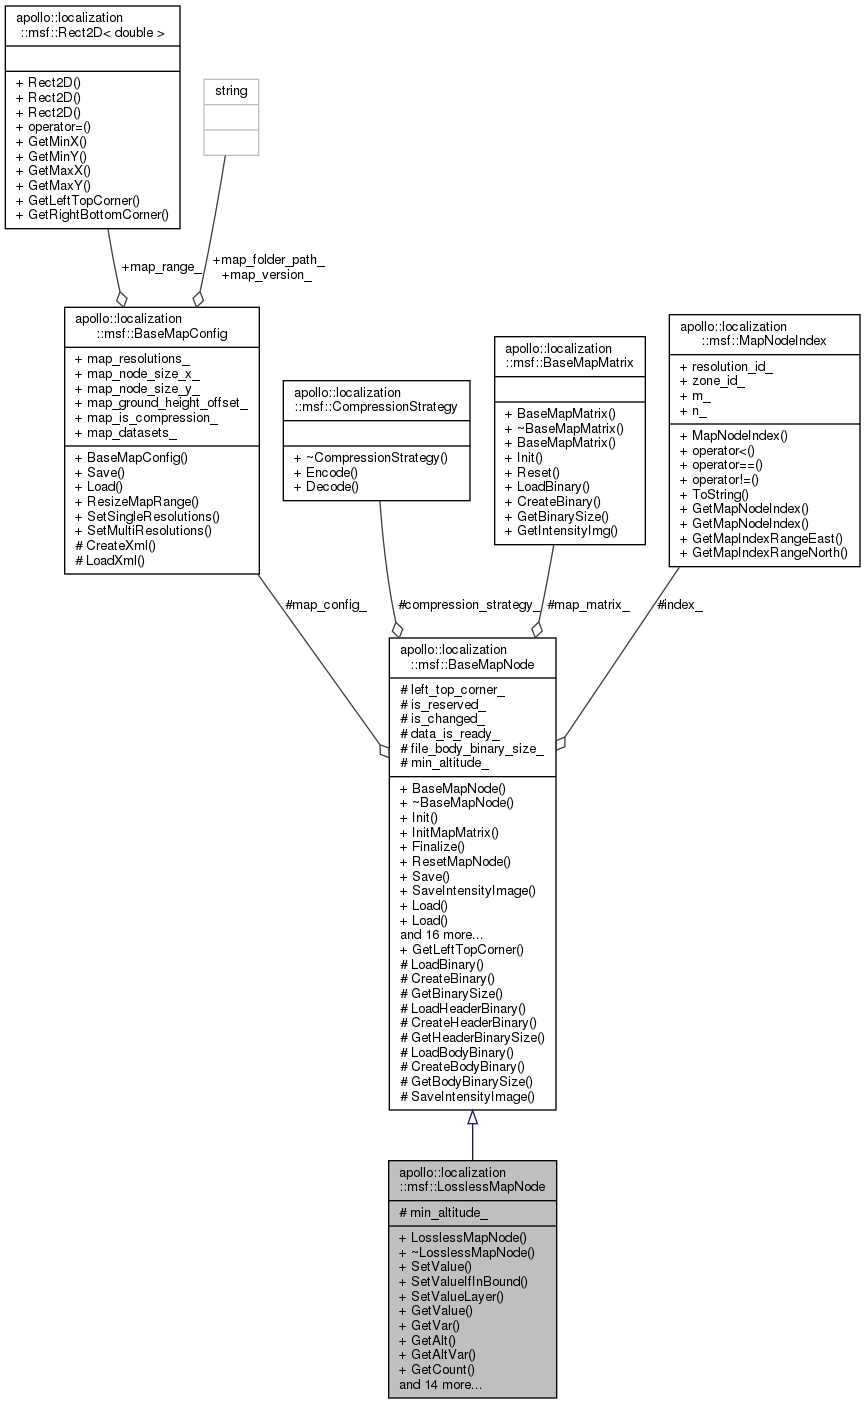 apollo::localization
::msf::Rect2D< double >
+ Rect2D()
+ Rect2D()
+ Rect2D()
+ operator=()
+ GetMinX()
+ GetMinY()
+ GetMaxX()
+ GetMaxY()
+ GetLeftTopCorner()
+ GetRightBottomCorner()
string
+map_range_
+map_folder_path_
+map_version_
apollo::localization
::msf::BaseMapConfig
+ map_resolutions_
+ map_node_size_x_
+ map_node_size_y_
+ map_ground_height_offset_
+ map_is_compression_
+ map_datasets_
+ BaseMapConfig()
+ Save()
+ Load()
+ ResizeMapRange()
+ SetSingleResolutions()
+ SetMultiResolutions()
# CreateXml()
# LoadXml()
apollo::localization
::msf::CompressionStrategy
+ ~CompressionStrategy()
+ Encode()
+ Decode()
apollo::localization
::msf::BaseMapMatrix
+ BaseMapMatrix()
+ ~BaseMapMatrix()
+ BaseMapMatrix()
+ Init()
+ Reset()
+ LoadBinary()
+ CreateBinary()
+ GetBinarySize()
+ GetIntensityImg()
apollo::localization
::msf::MapNodeIndex
+ resolution_id_
+ zone_id_
+ m_
+ n_
+ MapNodeIndex()
+ operator<()
+ operator==()
+ operator!=()
+ ToString()
+ GetMapNodeIndex()
+ GetMapNodeIndex()
+ GetMapIndexRangeEast()
+ GetMapIndexRangeNorth()
#map_config_
#compression_strategy_
#map_matrix_
#index_
apollo::localization
::msf::BaseMapNode
# left_top_corner_
# is_reserved_
# is_changed_
# data_is_ready_
# file_body_binary_size_
# min_altitude_
+ BaseMapNode()
+ ~BaseMapNode()
+ Init()
+ InitMapMatrix()
+ Finalize()
+ ResetMapNode()
+ Save()
+ SaveIntensityImage()
+ Load()
+ Load()
and 16 more...
+ GetLeftTopCorner()
# LoadBinary()
# CreateBinary()
# GetBinarySize()
# LoadHeaderBinary()
# CreateHeaderBinary()
# GetHeaderBinarySize()
# LoadBodyBinary()
# CreateBodyBinary()
# GetBodyBinarySize()
# SaveIntensityImage()
apollo::localization
::msf::LosslessMapNode
# min_altitude_
+ LosslessMapNode()
+ ~LosslessMapNode()
+ SetValue()
+ SetValueIfInBound()
+ SetValueLayer()
+ GetValue()
+ GetVar()
+ GetAlt()
+ GetAltVar()
+ GetCount()
and 14 more...